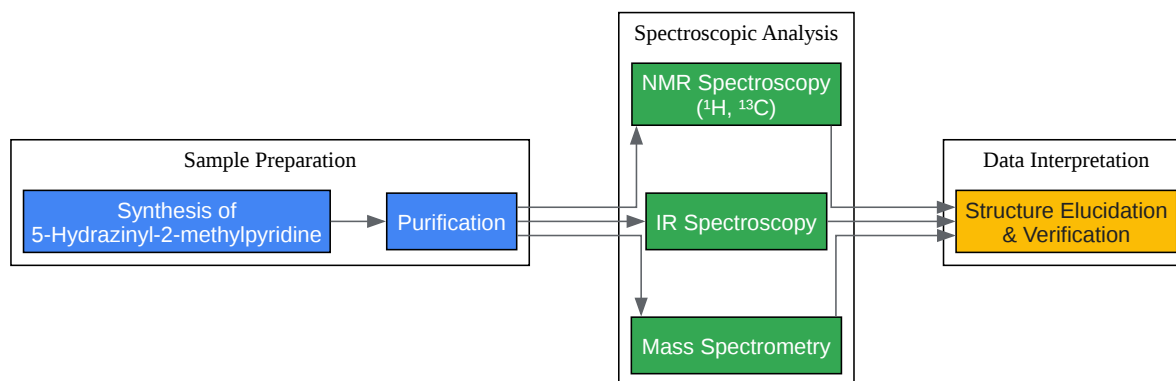 Sample Preparation
Synthesis of
5-Hydrazinyl-2-methylpyridine
Purification
Spectroscopic Analysis
NMR Spectroscopy
(¹H, ¹³C)
IR Spectroscopy
Mass Spectrometry
Data Interpretation
Structure Elucidation
& Verification